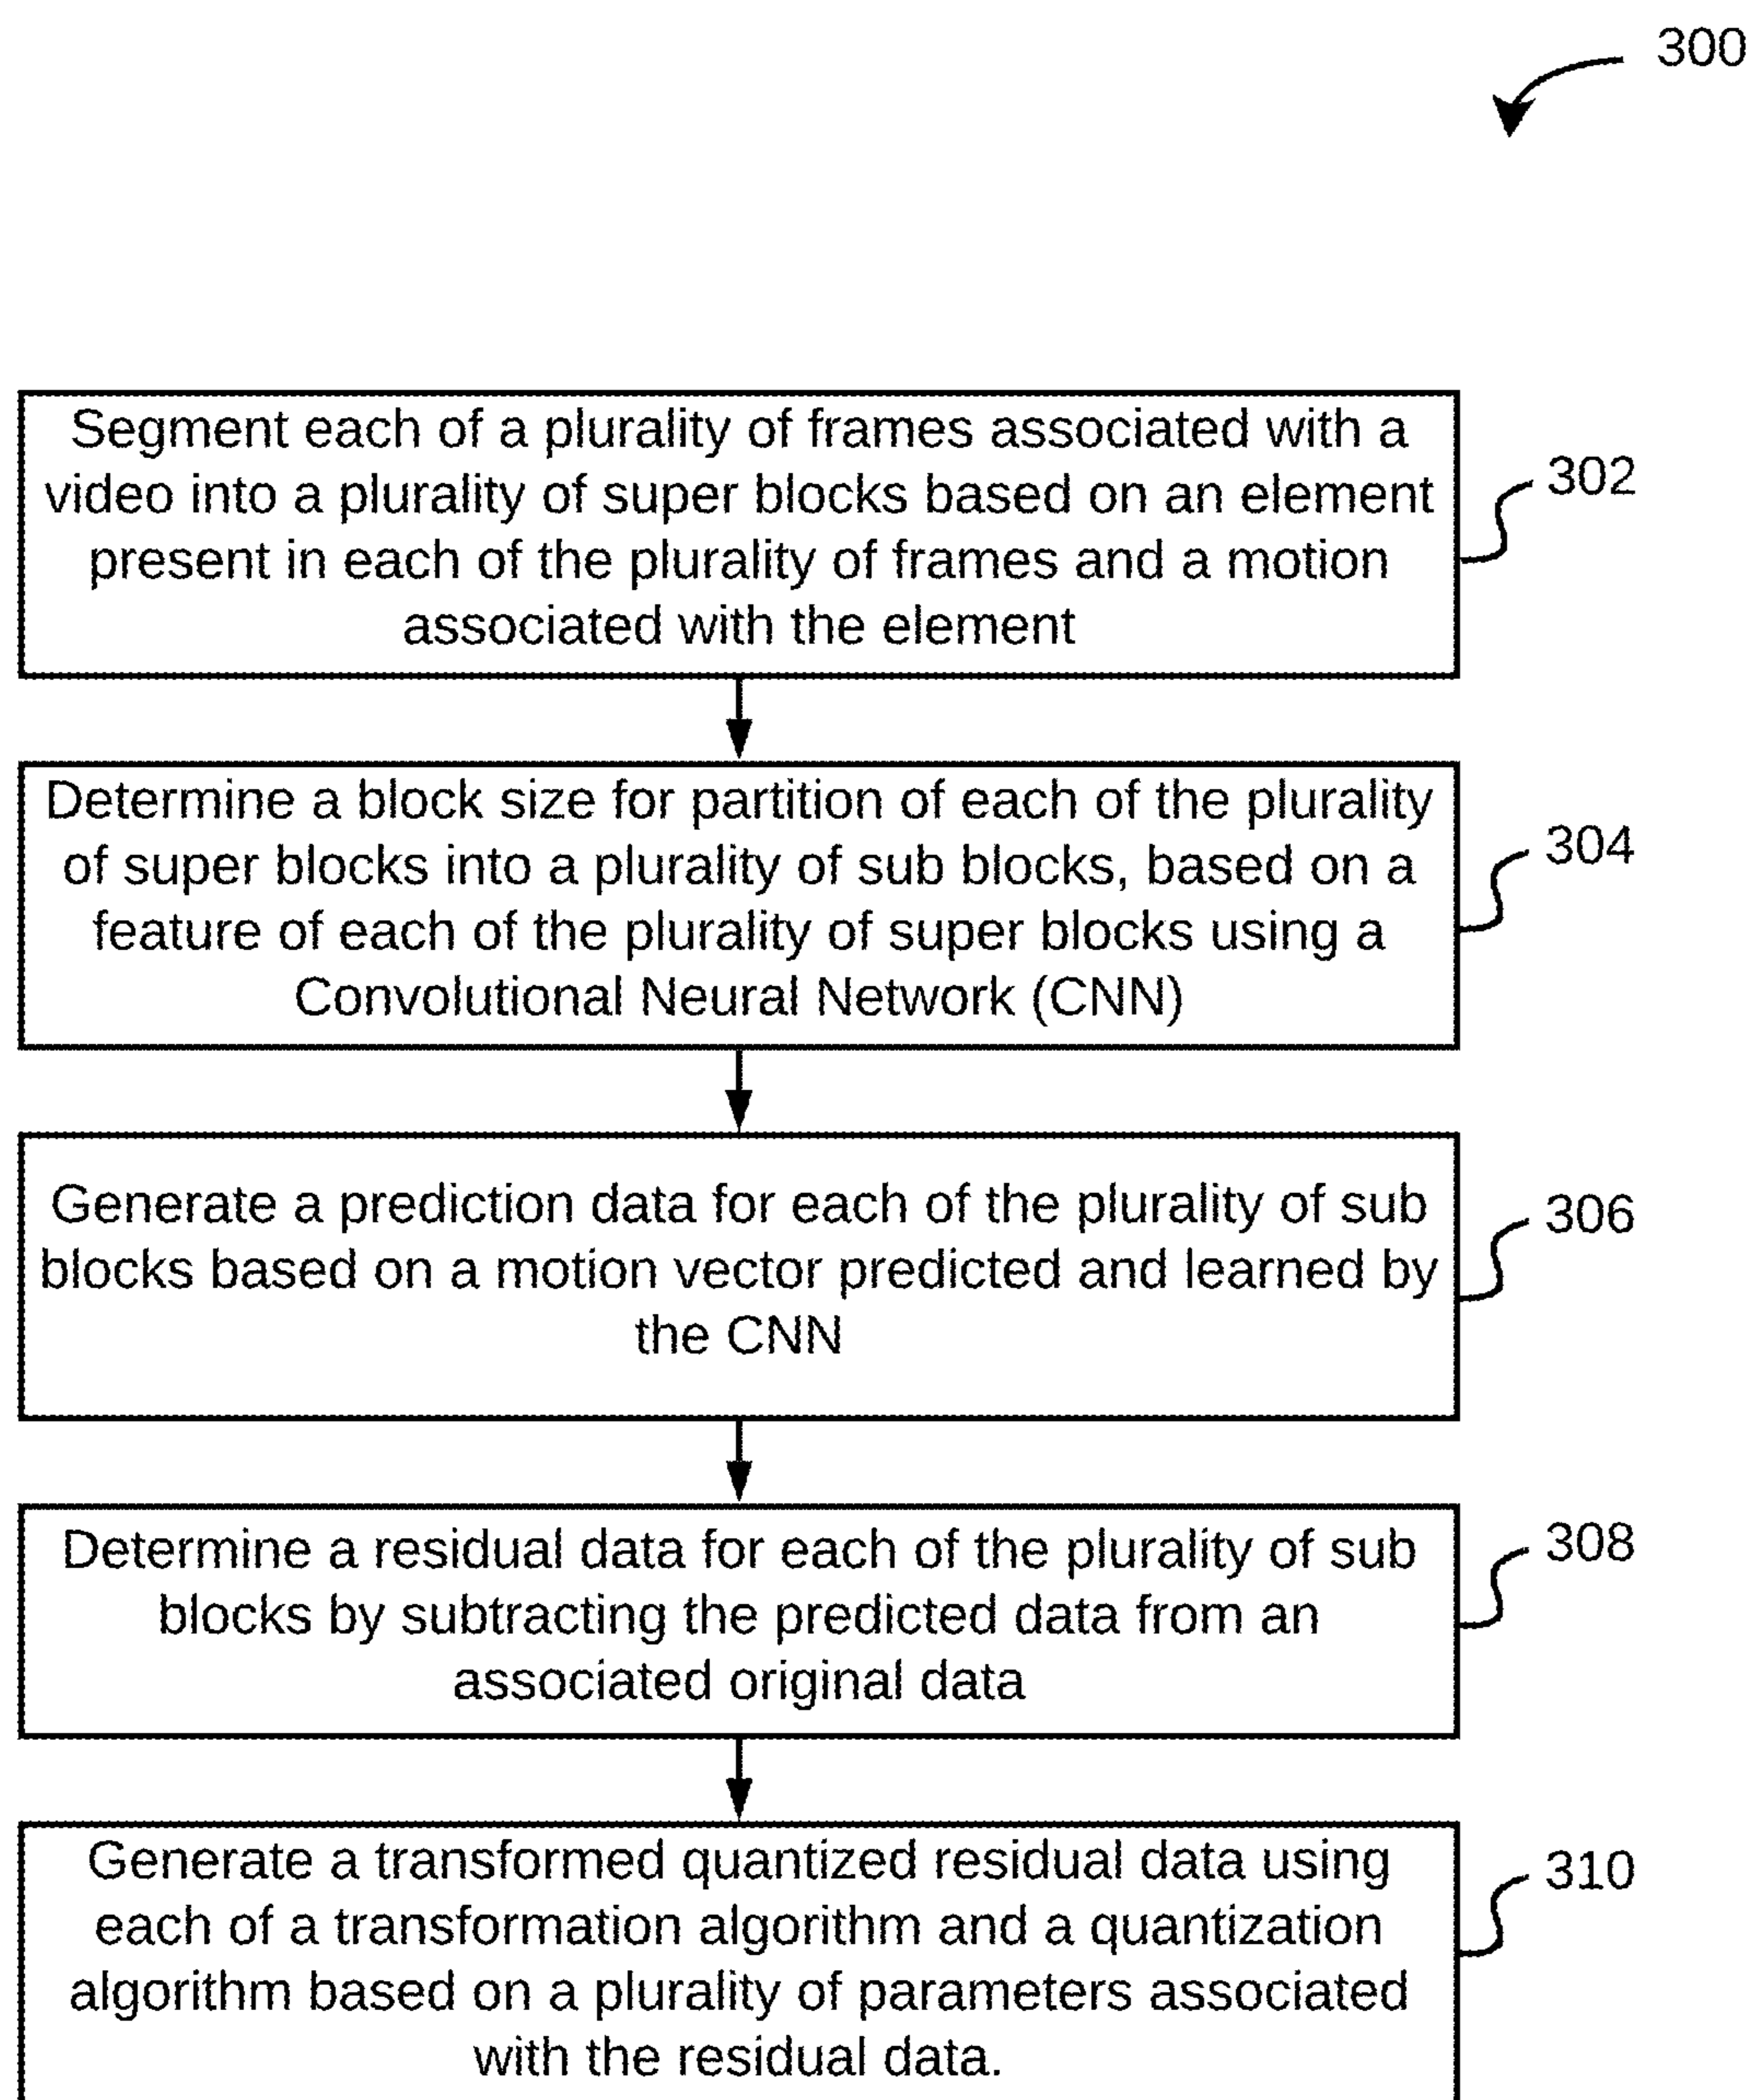 300
Segment each of a plurality of frames associated with a
video into a plurality of super blocks based on an element
present in each of the plurality of frames and a motion
associated with the element
302
Determine a block size for partition of each of the plurality
of super blocks into a plurality of sub blocks, based on a
feature of each of the plurality of super blocks using a
Convolutional Neural Network (CNN)
304
Generate a prediction data for each of the plurality of sub
blocks based on a motion vector predicted and learned by
the CNN
306
Determine a residual data for each of the plurality of sub
blocks by subtracting the predicted data from an
associated original data
308
Generate a transformed quantized residual data using
each of a transformation algorithm and a quantization
algorithm based on a plurality of parameters associated
with the residual data.
310